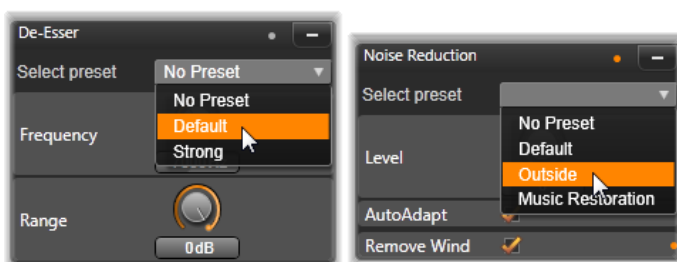 De-Esser
Select preset No Preset
No Preset
Default
Strong
Frequency
Range
0dB
Noise Reduction
Select preset
No Preset
Default
Outside
Music Restoration
Level
AutoAdapt
Remove Wind